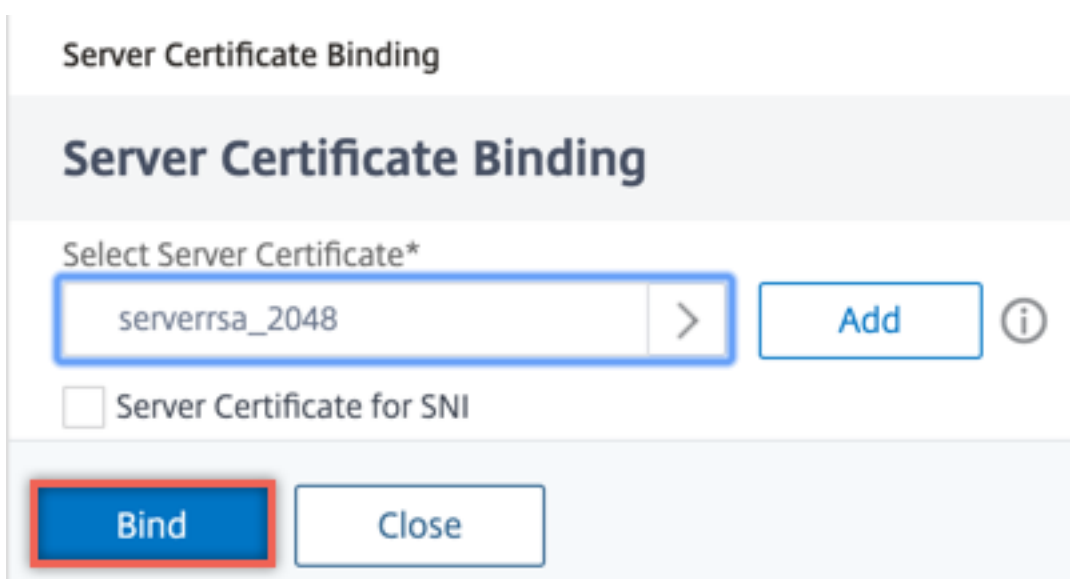 Server Certificate Binding
Server Certificate Binding
Select Server Certificate*
serverrsa_2048
Add
Server Certificate for SNI
Bind
Close